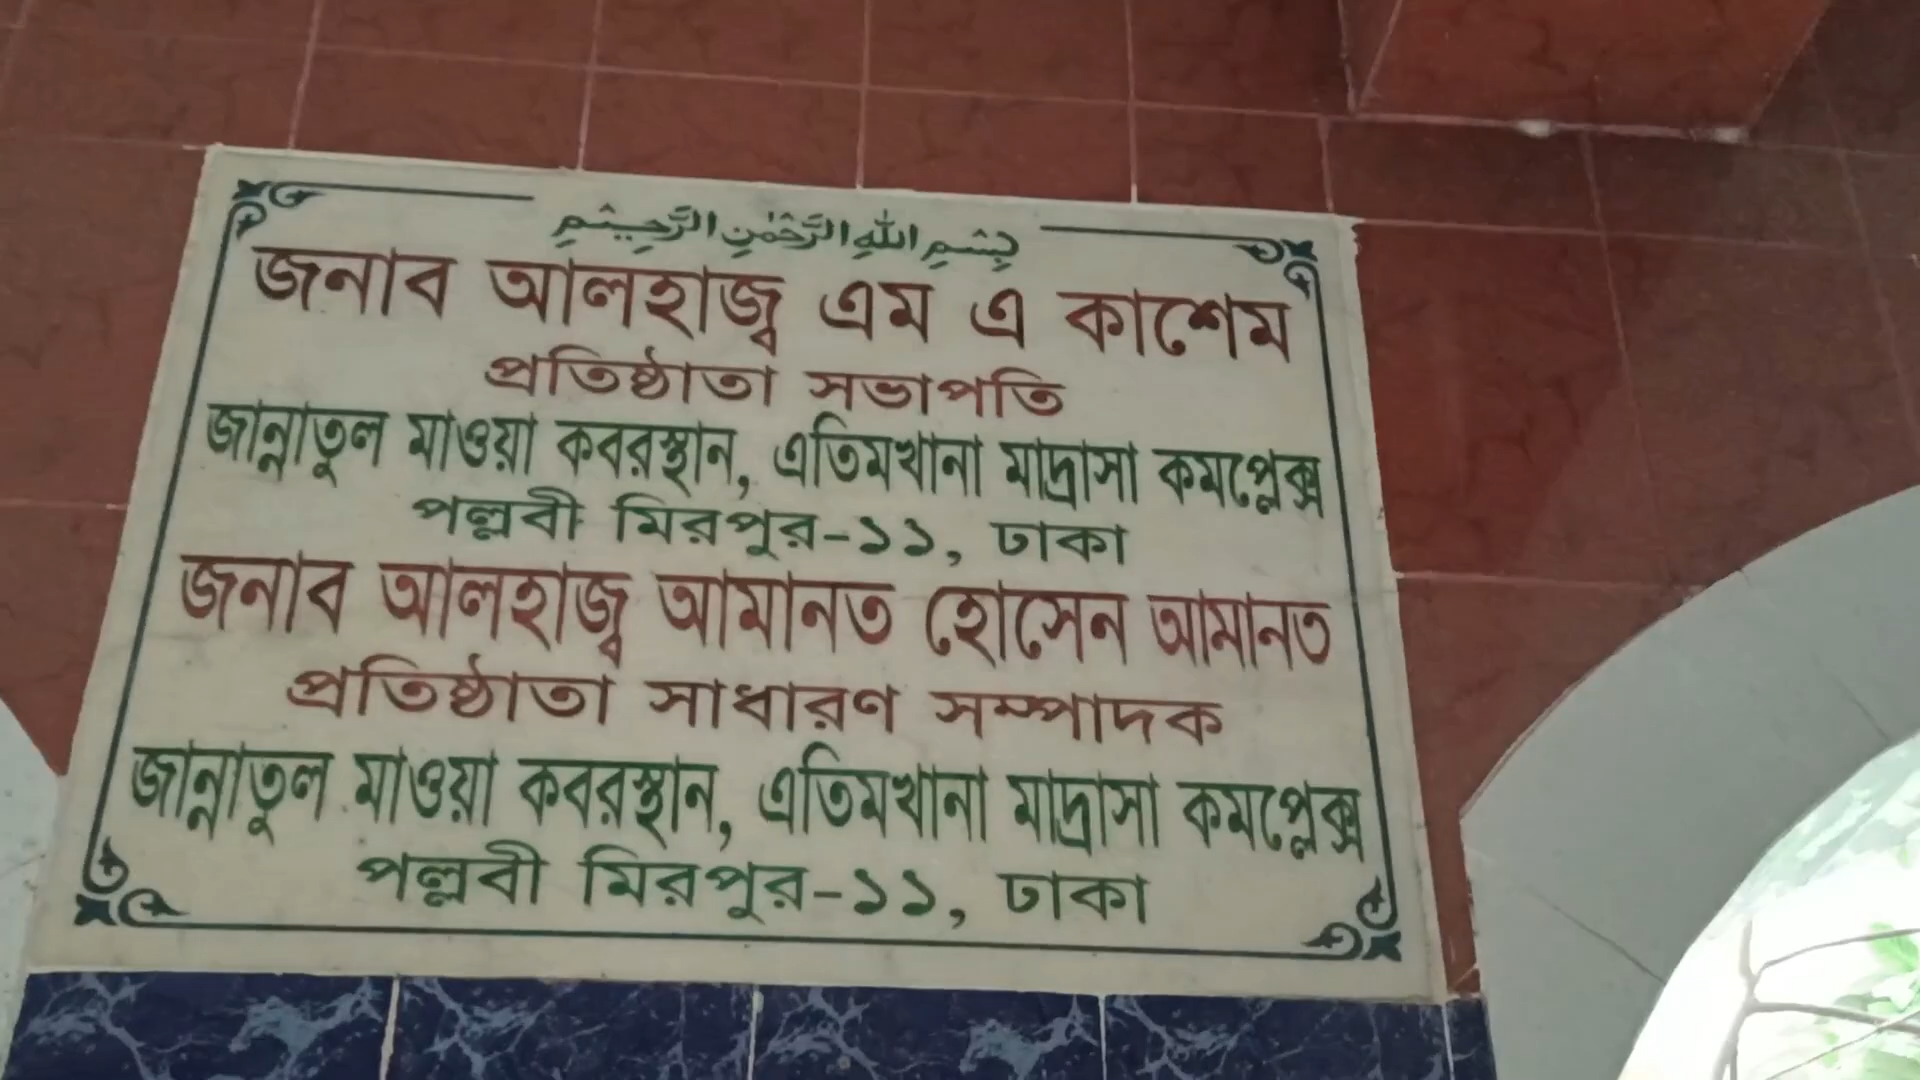 بِسْمِ اللهِ الرَّحْمٰنِ الرَّحِيْمِ
জনাব আলহাজ্ব এম এ কাশেম
প্রতিষ্ঠাতা সভাপতি
জান্নাতুল মাওয়া কবরস্থান, এতিমখানা মাদ্রাসা কমপ্লেক্স
পল্লবী মিরপুর-১১, ঢাকা
জনাব আলহাজ্ব আমানত হোসেন আমানত
প্রতিষ্ঠাতা সাধারণ সম্পাদক
জান্নাতুল মাওয়া কবরস্থান, এতিমখানা মাদ্রাসা কমপ্লেক্স
পল্লবী মিরপুর-১১, ঢাকা